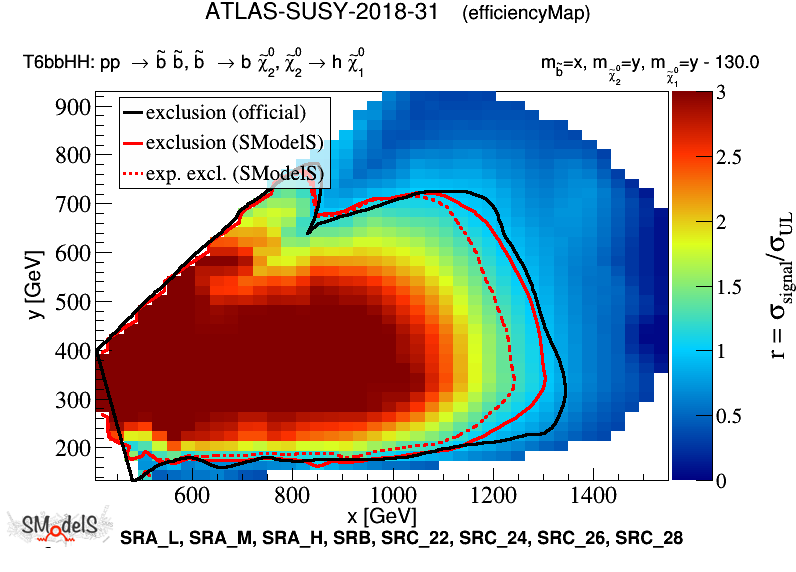 ATLAS-SUSY-2018-31 (efficiencyMap)
T6bbHH: pp → b̃ b̃, b̃ → b χ̃⁰₂, χ̃⁰₂ → h χ̃⁰₁
m_b̃=x, m_χ̃⁰₂=y, m_χ̃⁰₁=y - 130.0
exclusion (official)
exclusion (SModelS)
exp. excl. (SModelS)
900
800
700
600
500
400
300
200
y [GeV]
600 800 1000 1200 1400
x [GeV]
3
2.5
2
1.5
1
0.5
0
r = σ_signal/σ_UL
SModelS
SRA_L, SRA_M, SRA_H, SRB, SRC_22, SRC_24, SRC_26, SRC_28